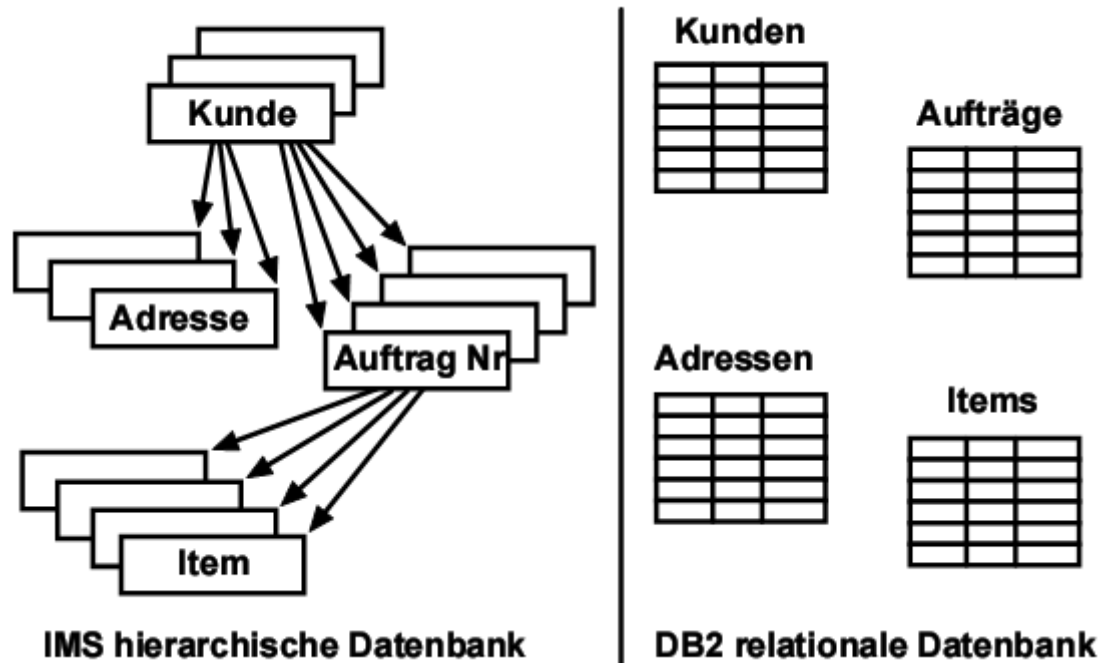 Kunde
Adresse
Auftrag Nr
Item
IMS hierarchische Datenbank
Kunden
Aufträge
Adressen
Items
DB2 relationale Datenbank